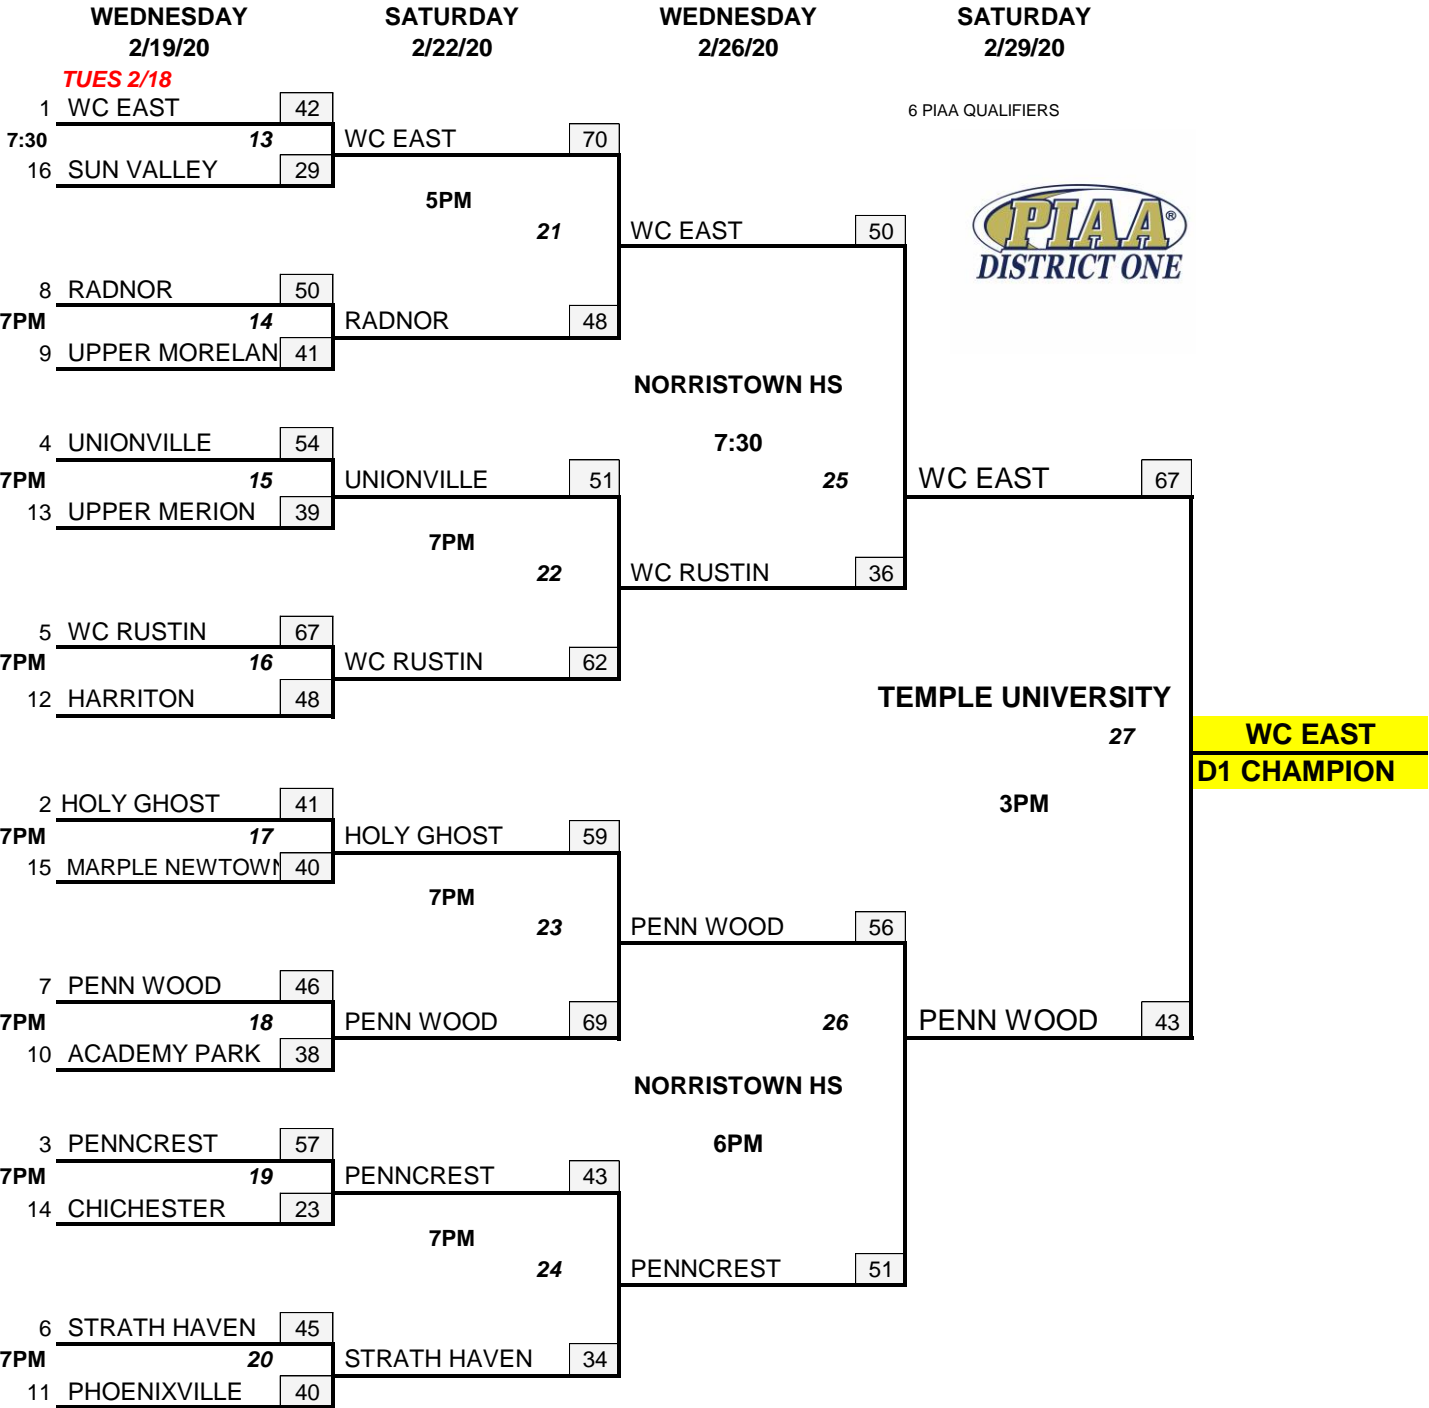 WEDNESDAY SATURDAY WEDNESDAY SATURDAY
2/19/20 2/22/20 2/26/20 2/29/20
TUES 2/18
1 WC EAST 42
6 PIAA QUALIFIERS
7:30 13 WC EAST 70
16 SUN VALLEY 29
5PM
PIAA®
21 WC EAST 50
DISTRICT ONE
8 RADNOR 50
7PM 14 RADNOR 48
9 UPPER MORELAN 41
NORRISTOWN HS
4 UNIONVILLE 54 7:30
7PM 15 UNIONVILLE 51 25 WC EAST 67
13 UPPER MERION 39
7PM
22 WC RUSTIN 36
5 WC RUSTIN 67
7PM 16 WC RUSTIN 62
12 HARRITON 48 TEMPLE UNIVERSITY
27 WC EAST
D1 CHAMPION
2 HOLY GHOST 41 3PM
7PM 17 HOLY GHOST 59
15 MARPLE NEWTOWN 40
7PM
23 PENN WOOD 56
7 PENN WOOD 46
7PM 18 PENN WOOD 69 26 PENN WOOD 43
10 ACADEMY PARK 38
NORRISTOWN HS
3 PENNCREST 57 6PM
7PM 19 PENNCREST 43
14 CHICHESTER 23
7PM
24 PENNCREST 51
6 STRATH HAVEN 45
7PM 20 STRATH HAVEN 34
11 PHOENIXVILLE 40